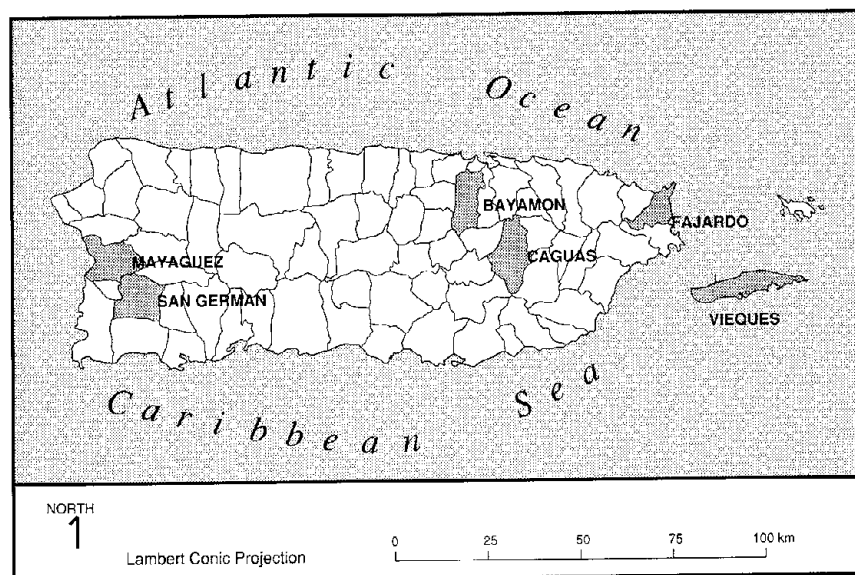 Atlantic Ocean
BAYAMON
FAJARDO
MAYAGUEZ
CAGUAS
SAN GERMAN
VIEQUES
Caribbean Sea
NORTH
1
Lambert Conic Projection
0 25 50 75 100 km